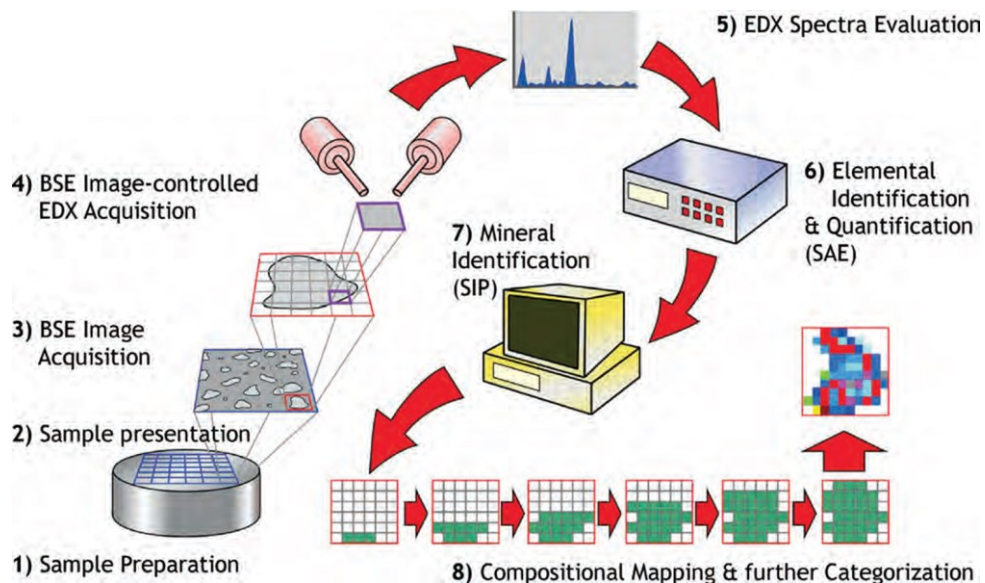 5) EDX Spectra Evaluation
4) BSE Image-controlled
EDX Acquisition
6) Elemental
Identification
& Quantification
(SAE)
7) Mineral
Identification
(SIP)
3) BSE Image
Acquisition
2) Sample presentation
1) Sample Preparation
8) Compositional Mapping & further Categorization